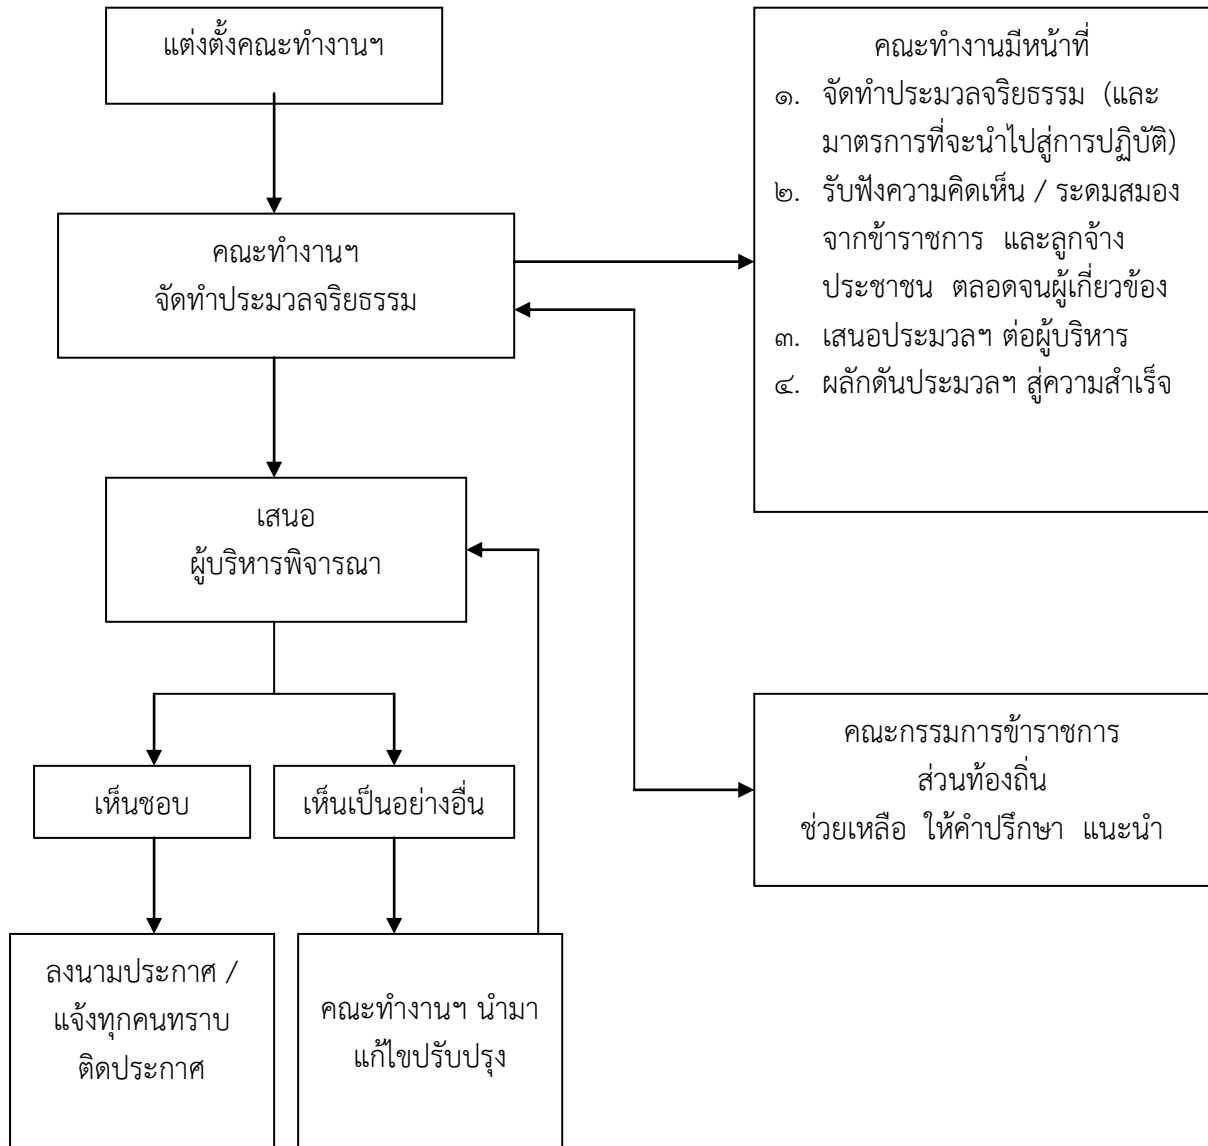 แต่งตั้งคณะทำงานฯ
คณะทำงานมีหน้าที่
๑. จัดทำประมวลจริยธรรม (และ
มาตรการที่จะนำไปสู่การปฏิบัติ)
๒. รับฟังความคิดเห็น / ระดมสมอง
จากข้าราชการ และลูกจ้าง
ประชาชน ตลอดจนผู้เกี่ยวข้อง
๓. เสนอประมวลฯ ต่อผู้บริหาร
๔. ผลักดันประมวลฯ สู่ความสำเร็จ
คณะทำงานฯ
จัดทำประมวลจริยธรรม
เสนอ
ผู้บริหารพิจารณา
คณะกรรมการข้าราชการ
ส่วนท้องถิ่น
ช่วยเหลือ ให้คำปรึกษา แนะนำ
เห็นชอบ
เห็นเป็นอย่างอื่น
ลงนามประกาศ /
แจ้งทุกคนทราบ
ติดประกาศ
คณะทำงานฯ นำมา
แก้ไขปรับปรุง